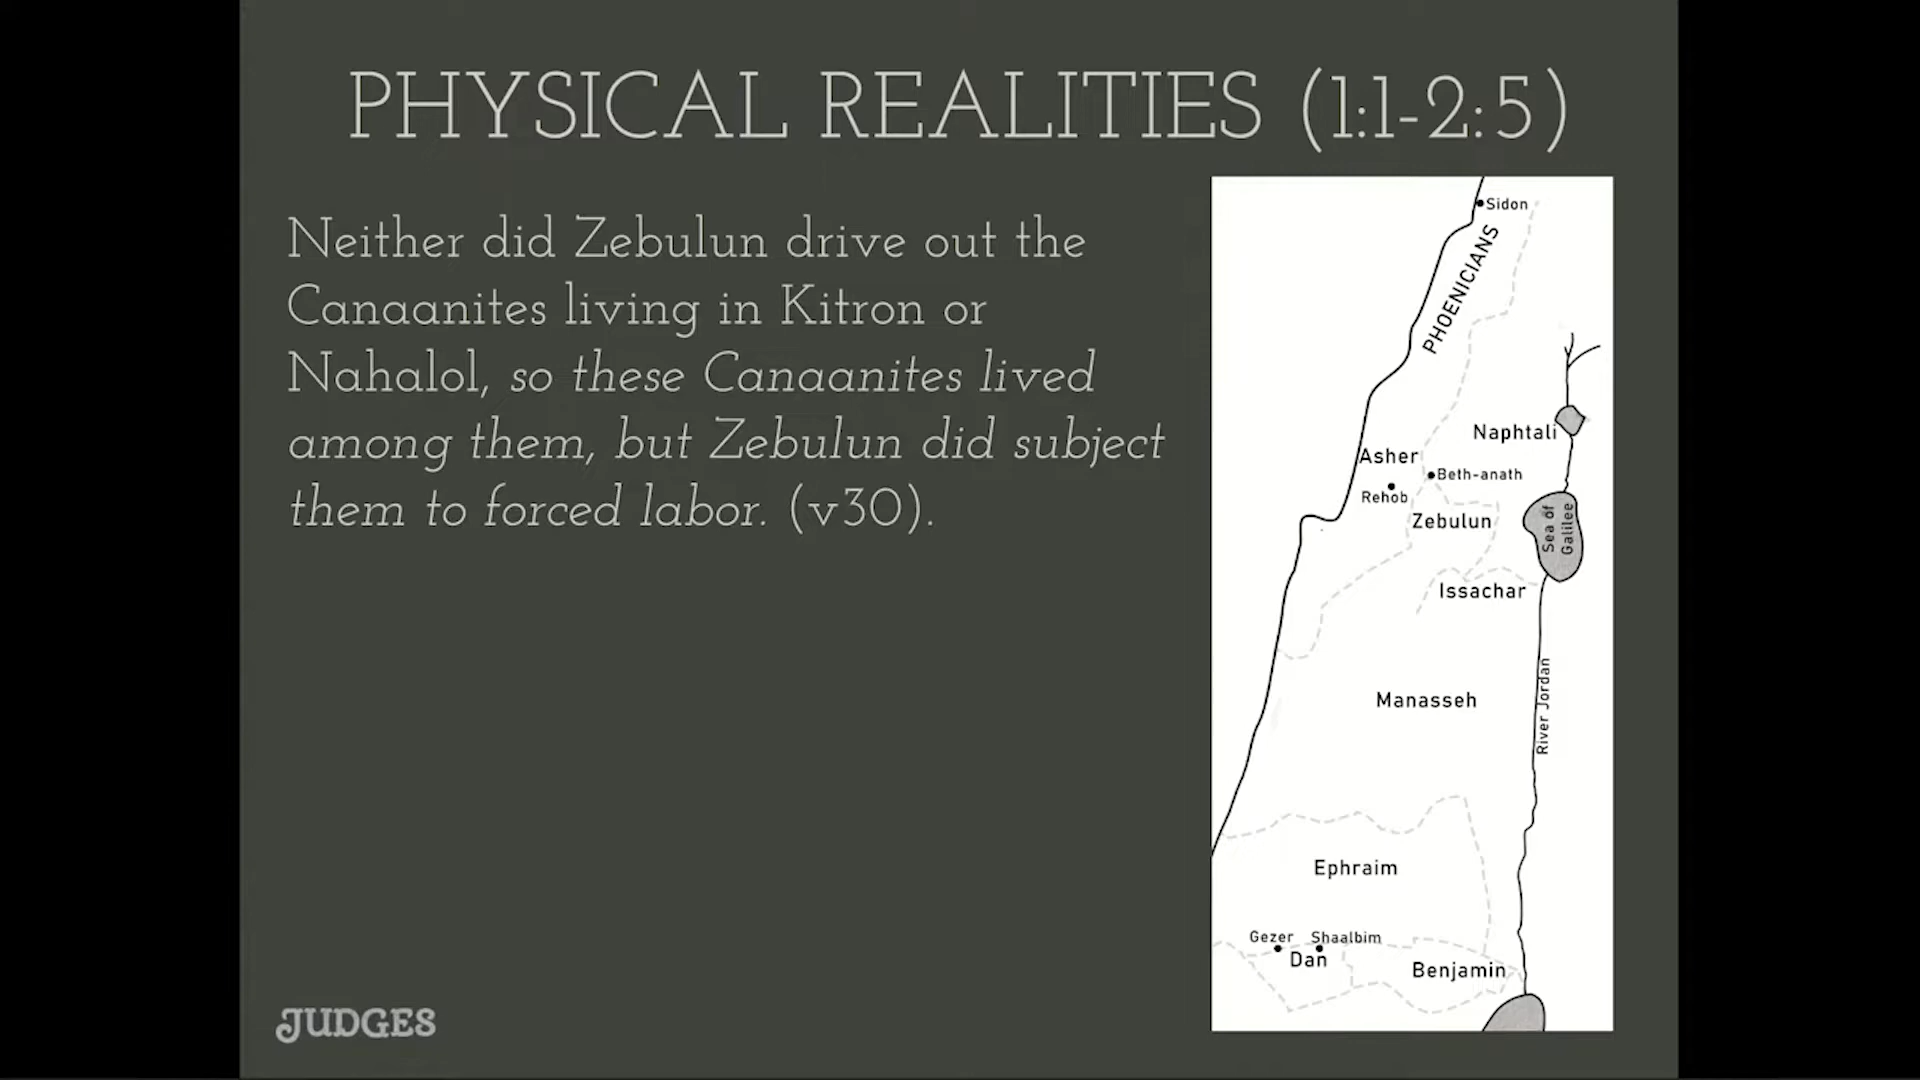 PHYSICAL REALITIES (1:1-2:5)
Neither did Zebulun drive out the
Canaanites living in Kitron or
Nahalol, so these Canaanites lived
among them, but Zebulun did subject
them to forced labor. (v30).
Sidon
PHOENICIANS
Naphtali
Asher
Beth-anath
Rehob
Zebulun
Sea of
Galilee
Issachar
River Jordan
Manasseh
Ephraim
Gezer Shaalbim
Dan
Benjamin
JUDGES